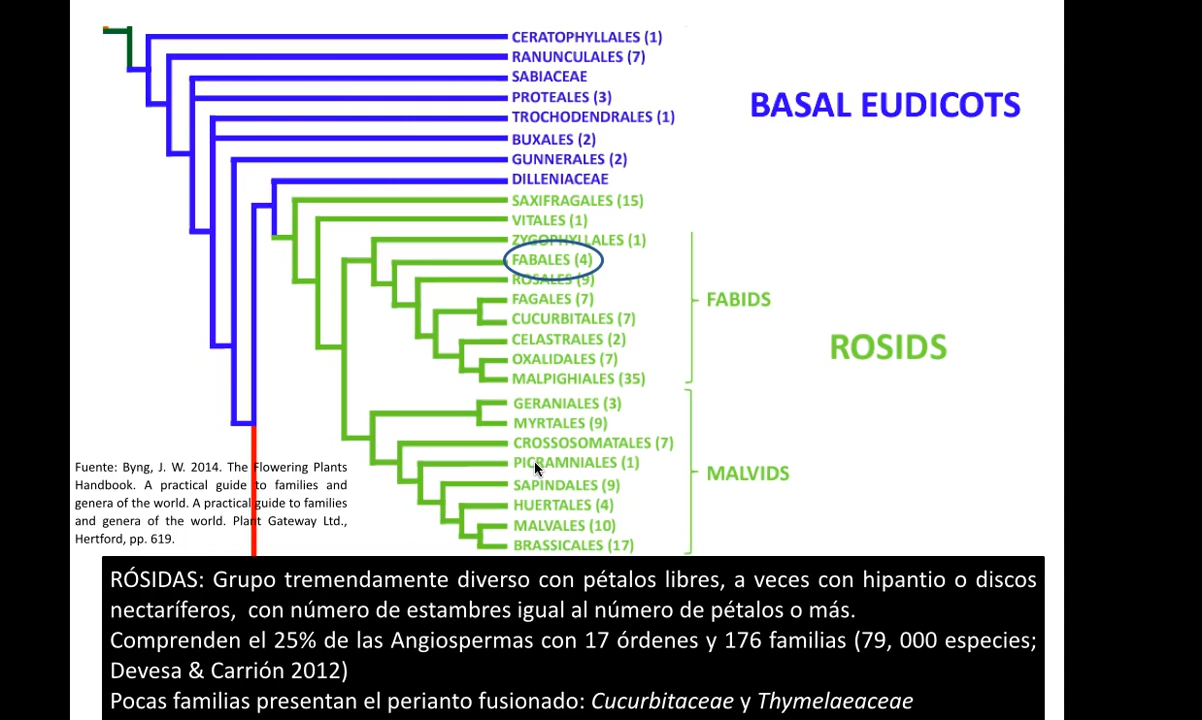 CERATOPHYLLALES (1)
RANUNCULALES (7)
SABIACEAE
PROTEALES (3)
TROCHODENDRALES (1)
BUXALES (2)
GUNNERALES (2)
DILLENIACEAE
BASAL EUDICOTS
SAXIFRAGALES (15)
VITALES (1)
ZYGOPHYLLALES (1)
FABALES (4)
ROSALES (9)
FAGALES (7)
CUCURBITALES (7)
CELASTRALES (2)
OXALIDALES (7)
MALPIGHIALES (35)
FABIDS
ROSIDS
GERANIALES (3)
MYRTALES (9)
CROSSOSOMATALES (7)
PICRAMNIALES (1)
SAPINDALES (9)
HUERTALES (4)
MALVALES (10)
BRASSICALES (17)
MALVIDS
Fuente: Byng, J. W. 2014. The Flowering Plants
Handbook. A practical guide to families and
genera of the world. A practical guide to families
and genera of the world. Plant Gateway Ltd.,
Hertford, pp. 619.
RÓSIDAS: Grupo tremendamente diverso con pétalos libres, a veces con hipantio o discos
nectaríferos, con número de estambres igual al número de pétalos o más.
Comprenden el 25% de las Angiospermas con 17 órdenes y 176 familias (79, 000 especies;
Devesa & Carrión 2012)
Pocas familias presentan el perianto fusionado: Cucurbitaceae y Thymelaeaceae